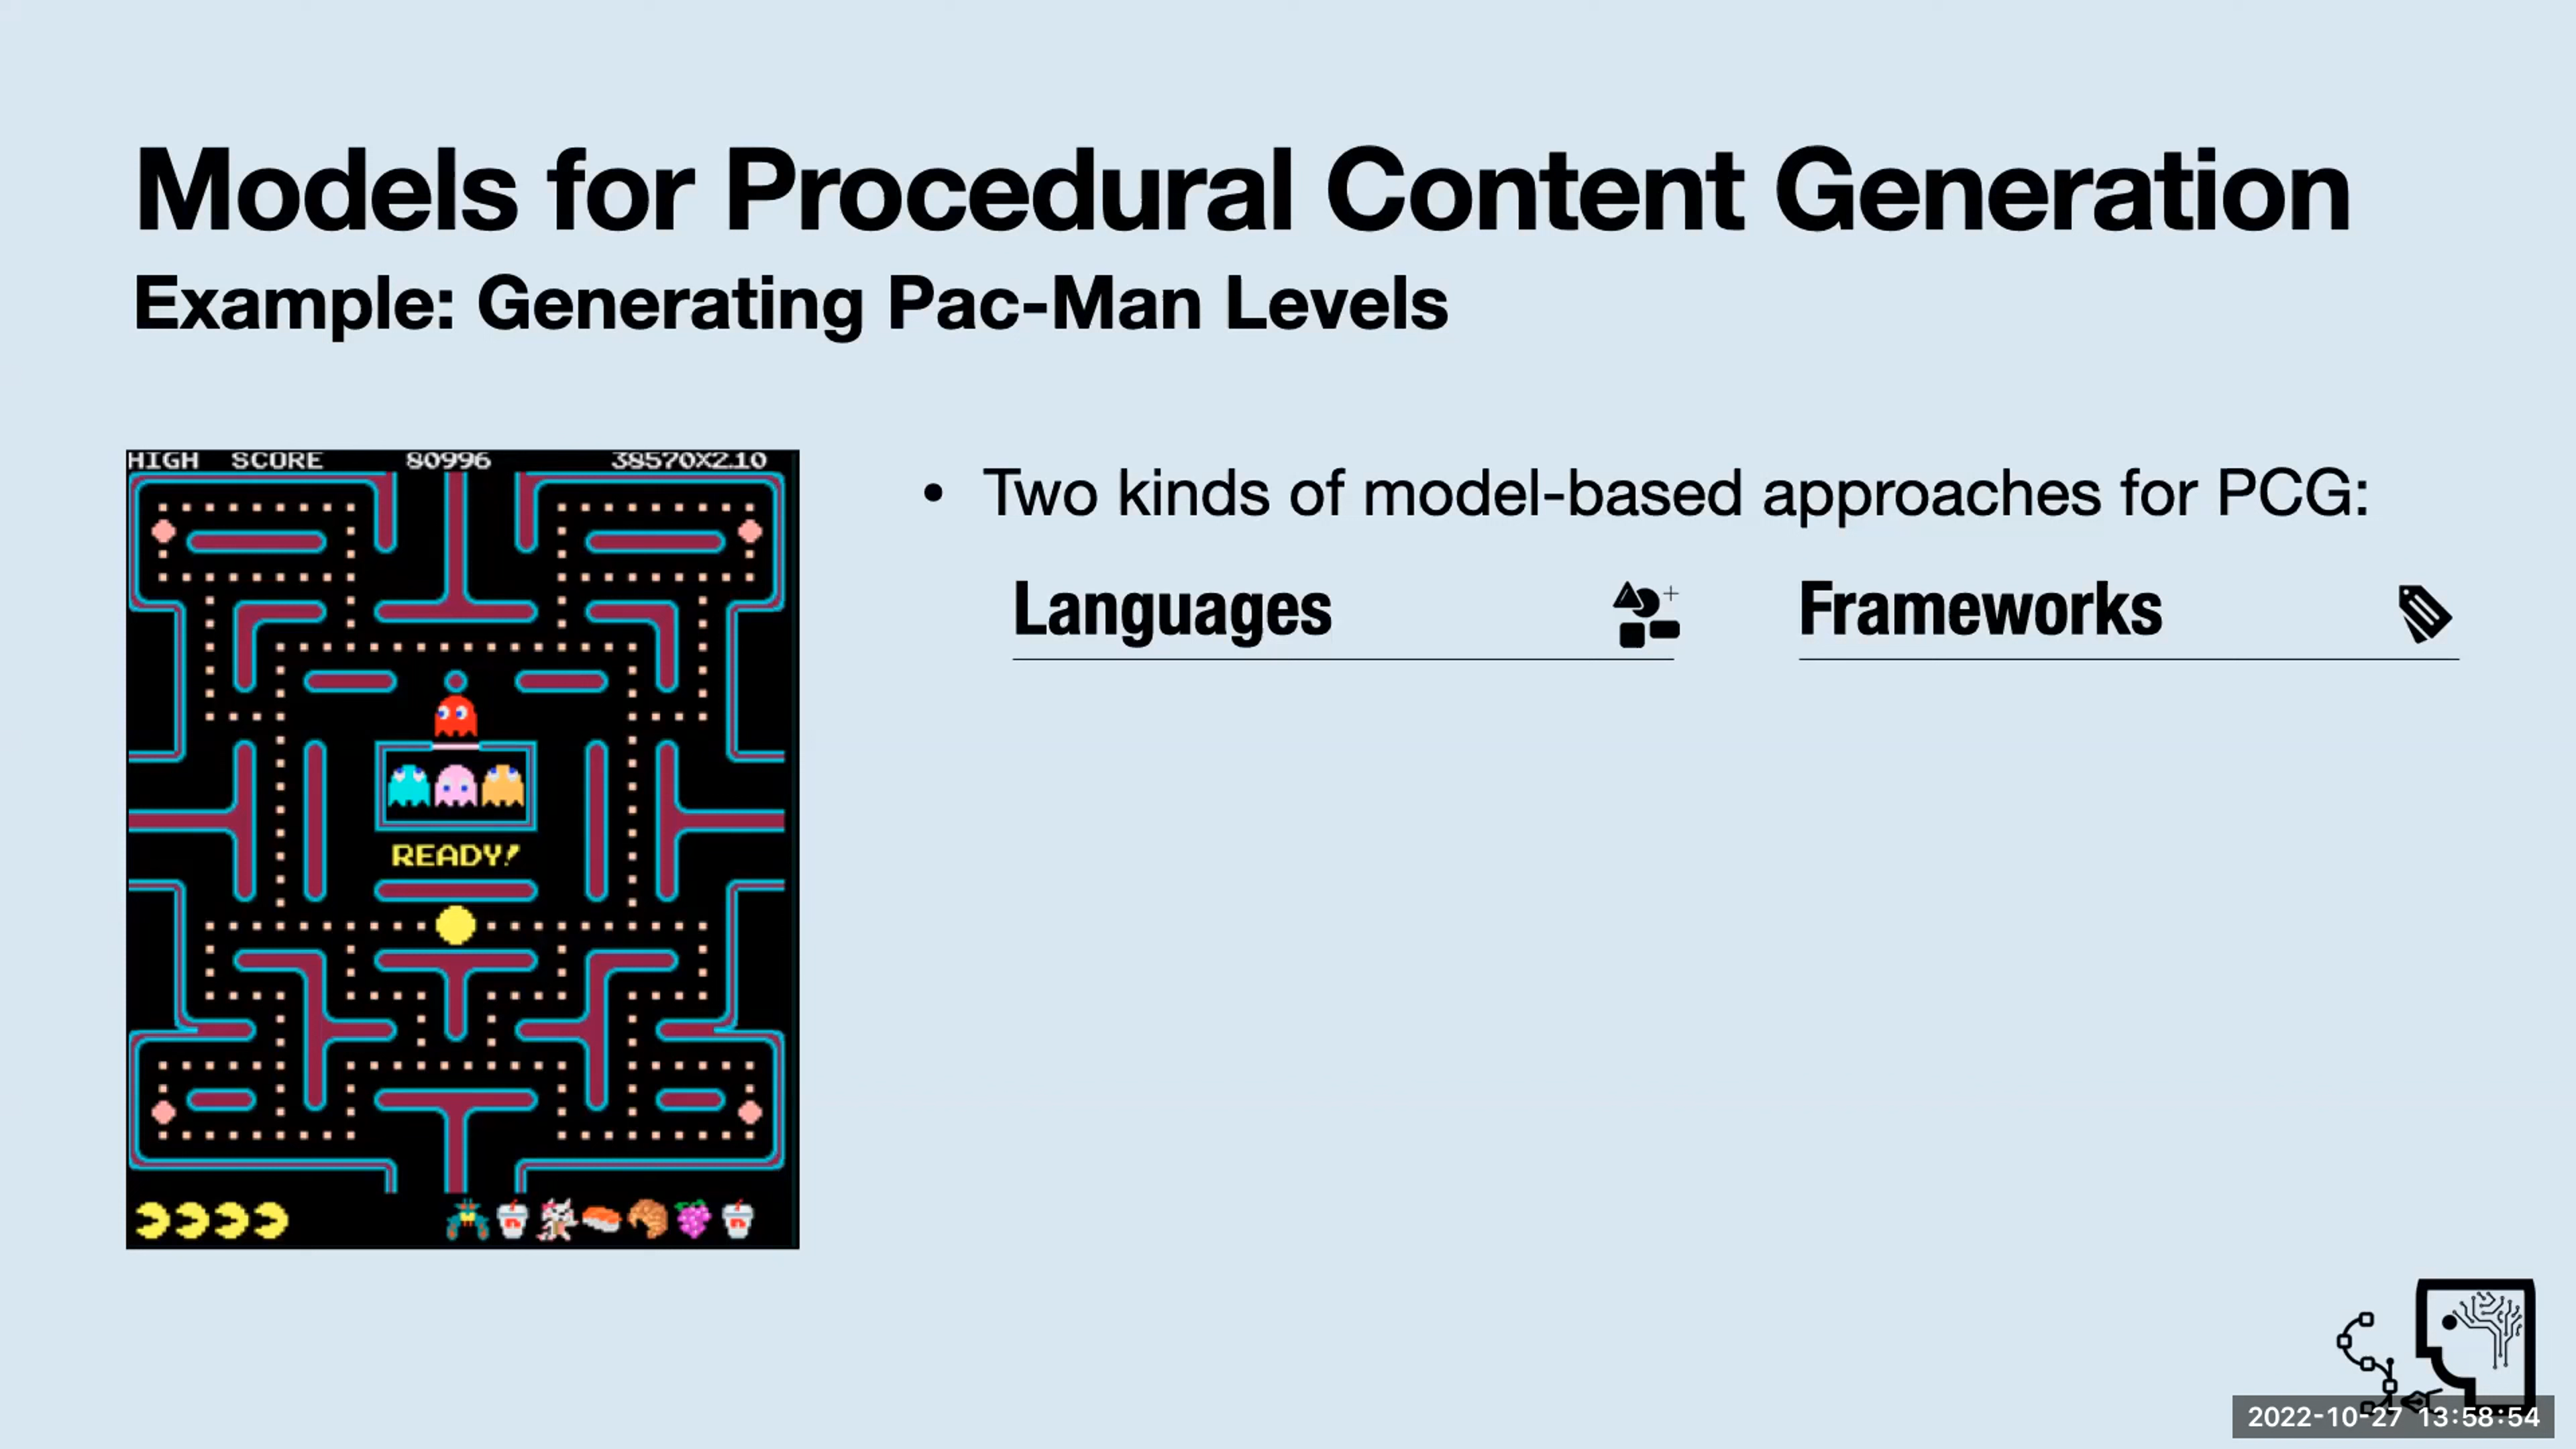 Models for Procedural Content Generation
Example: Generating Pac-Man Levels
HIGH SCORE 80996 38570X2.10
READY!
• Two kinds of model-based approaches for PCG:
Languages Frameworks
2022-10-27 13:58:54